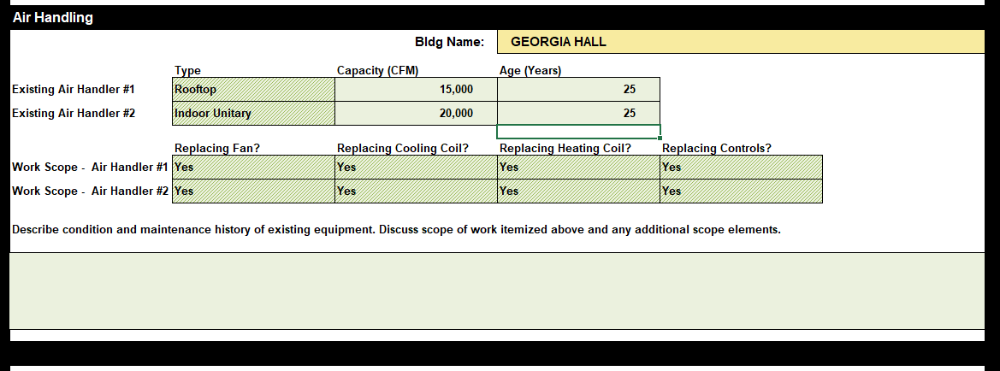 Air Handling
Bldg Name: GEORGIA HALL
Type Capacity (CFM) Age (Years)
Existing Air Handler #1 Rooftop 15,000 25
Existing Air Handler #2 Indoor Unitary 20,000 25
Replacing Fan? Replacing Cooling Coil? Replacing Heating Coil? Replacing Controls?
Work Scope - Air Handler #1 Yes Yes Yes Yes
Work Scope - Air Handler #2 Yes Yes Yes Yes
Describe condition and maintenance history of existing equipment. Discuss scope of work itemized above and any additional scope elements.